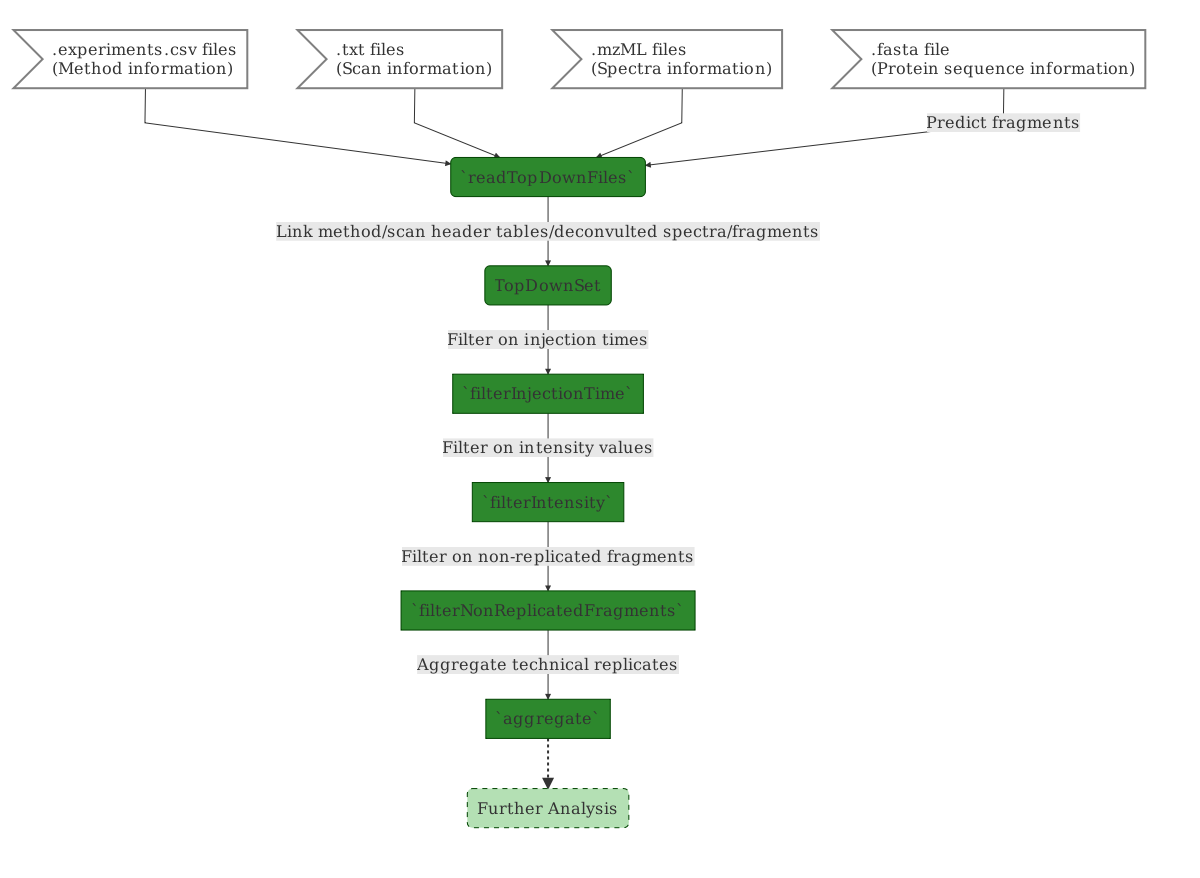 .experiments.csv files
(Method information)
.txt files
(Scan information)
.mzML files
(Spectra information)
.fasta file
(Protein sequence information)
Predict fragments
`readTopDownFiles`
Link method/scan header tables/deconvulted spectra/fragments
TopDownSet
Filter on injection times
`filterInjectionTime`
Filter on intensity values
`filterIntensity`
Filter on non-replicated fragments
`filterNonReplicatedFragments`
Aggregate technical replicates
`aggregate`
Further Analysis